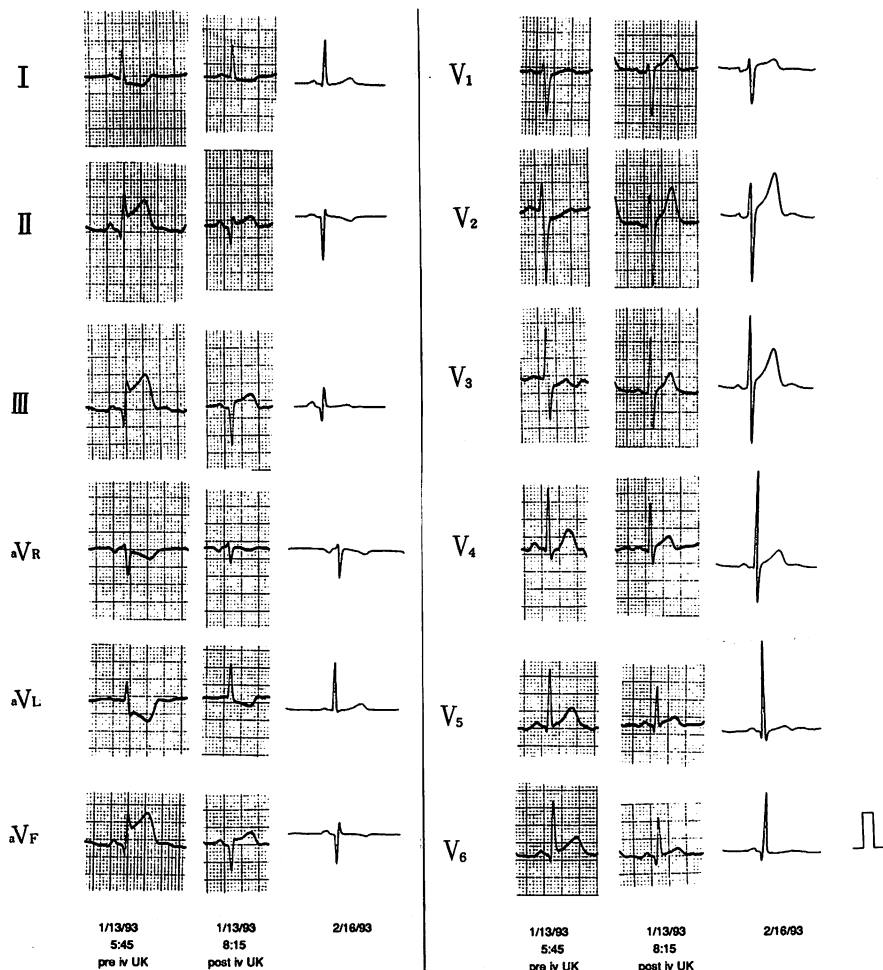 I
II
III
aVR
aVL
aVF
1/13/93
5:45
pre iv UK
1/13/93
8:15
post iv UK
2/16/93
V1
V2
V3
V4
V5
V6
1/13/93
5:45
pre iv UK
1/13/93
8:15
post iv UK
2/16/93